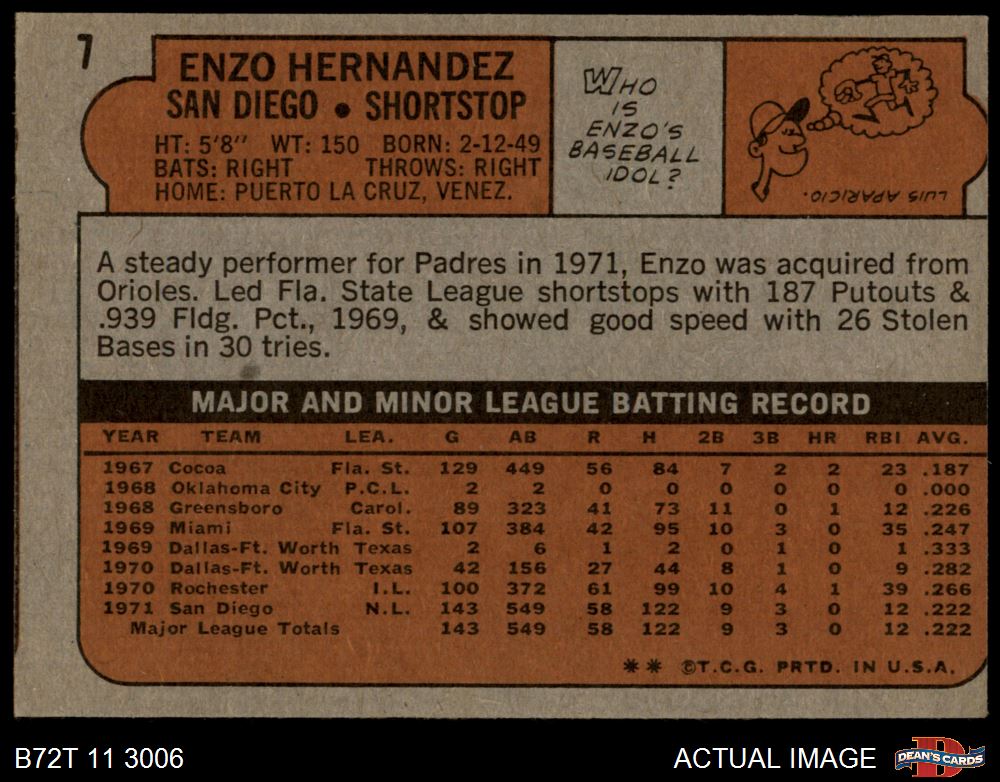 7
ENZO HERNANDEZ
SAN DIEGO • SHORTSTOP
HT: 5'8" WT: 150 BORN: 2-12-49
BATS: RIGHT THROWS: RIGHT
HOME: PUERTO LA CRUZ, VENEZ.
WHO
IS
ENZO'S
BASEBALL
IDOL?
LUIS APARICIO.
A steady performer for Padres in 1971, Enzo was acquired from
Orioles. Led Fla. State League shortstops with 187 Putouts &
.939 Fldg. Pct., 1969, & showed good speed with 26 Stolen
Bases in 30 tries.
MAJOR AND MINOR LEAGUE BATTING RECORD
YEAR TEAM LEA. G AB R H 2B 3B HR RBI AVG.
1967 Cocoa Fla. St. 129 449 56 84 7 2 2 23 .187
1968 Oklahoma City P.C.L. 2 2 0 0 0 0 0 0 .000
1968 Greensboro Carol. 89 323 41 73 11 0 1 12 .226
1969 Miami Fla. St. 107 384 42 95 10 3 0 35 .247
1969 Dallas-Ft. Worth Texas 2 6 1 2 0 1 0 1 .333
1970 Dallas-Ft. Worth Texas 42 156 27 44 8 1 0 9 .282
1970 Rochester I.L. 100 372 61 99 10 4 1 39 .266
1971 San Diego N.L. 143 549 58 122 9 3 0 12 .222
Major League Totals 143 549 58 122 9 3 0 12 .222
** ©T.C.G. PRTD. IN U.S.A.
B72T 11 3006
ACTUAL IMAGE
D
DEAN'S CARDS